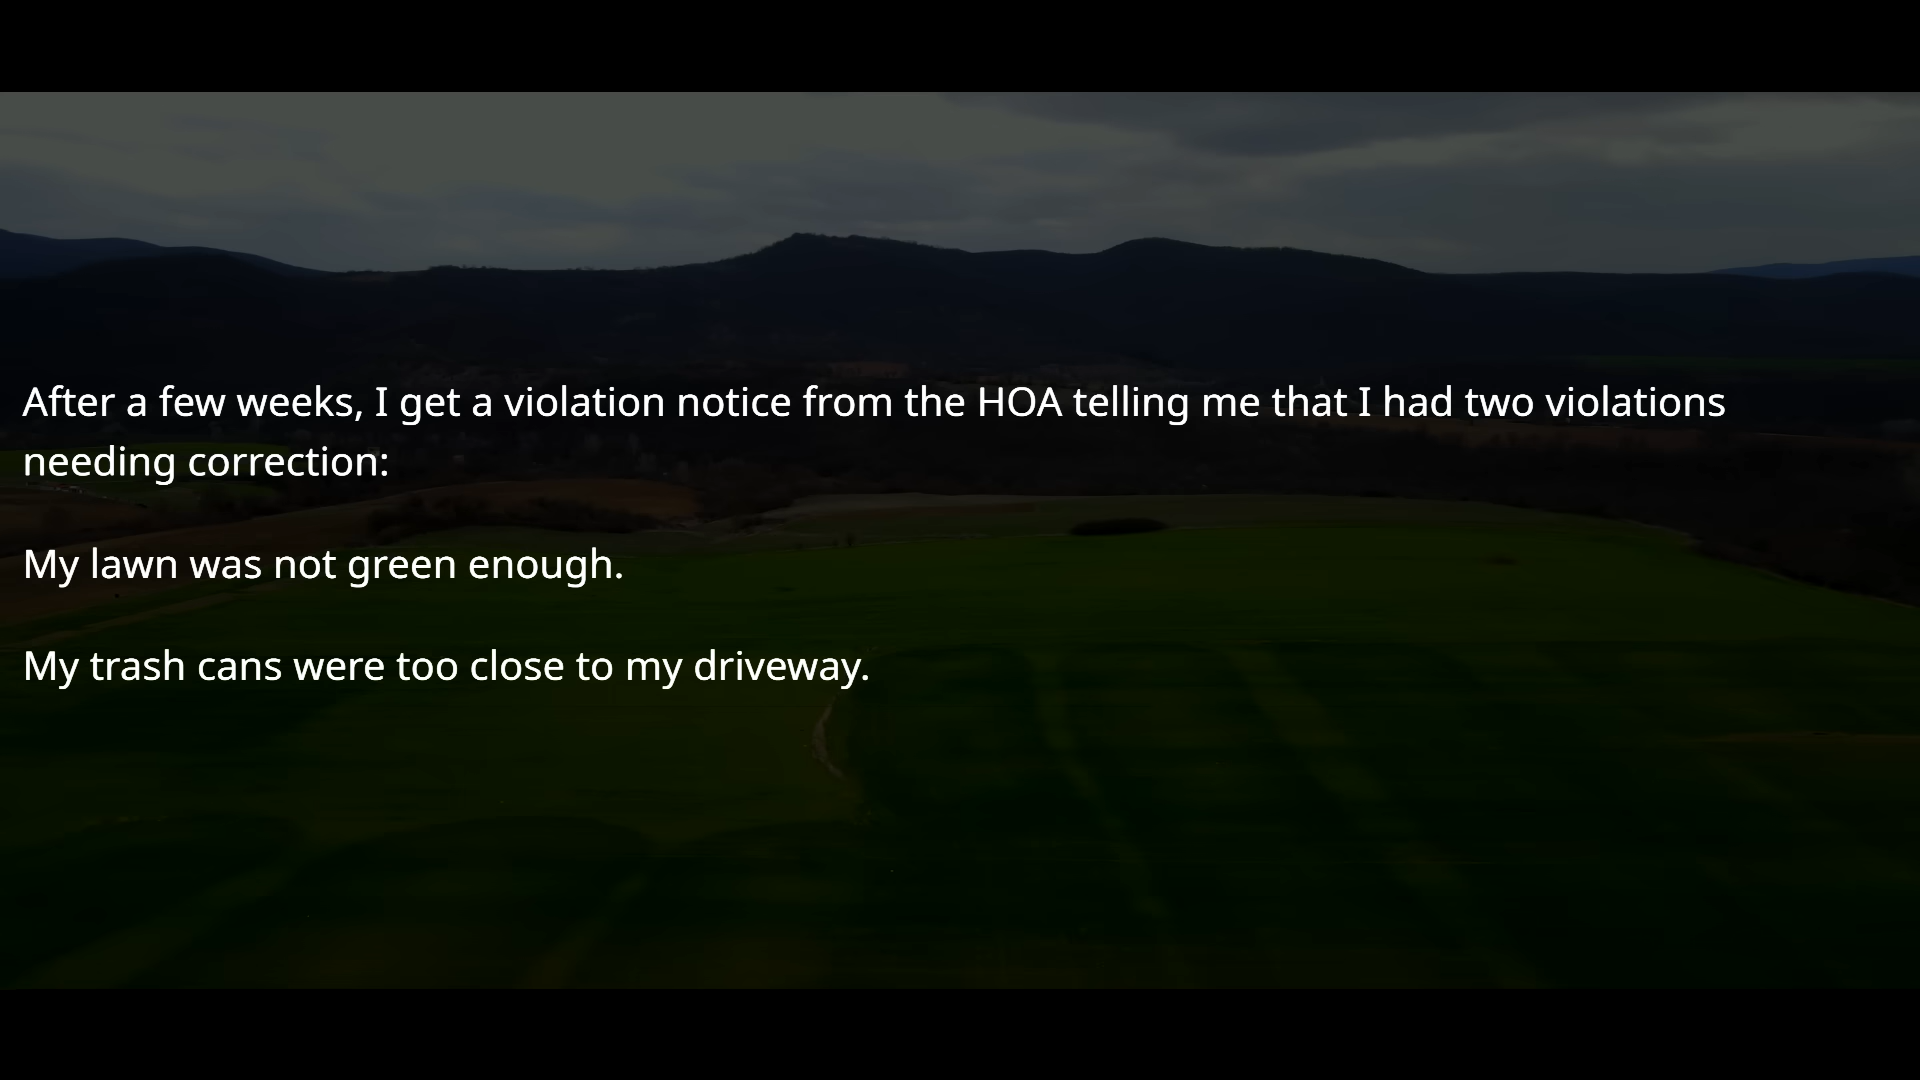 After a few weeks, I get a violation notice from the HOA telling me that I had two violations
needing correction:
My lawn was not green enough.
My trash cans were too close to my driveway.